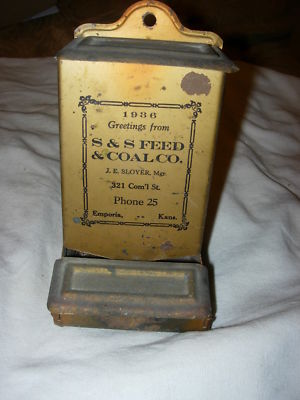 1936
Greetings from
S & S FEED
& COAL CO.
J. E. SLOYER, Mgr.
321 Com'l St.
Phone 25
Emporia, -- Kans.